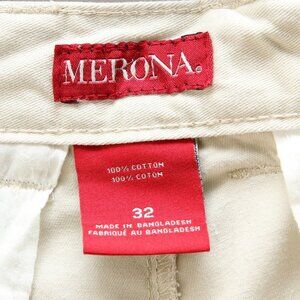 MERONA
100% COTTON
100% COTON
32
MADE IN BANGLADESH
FABRIQUÉ AU BANGLADESH